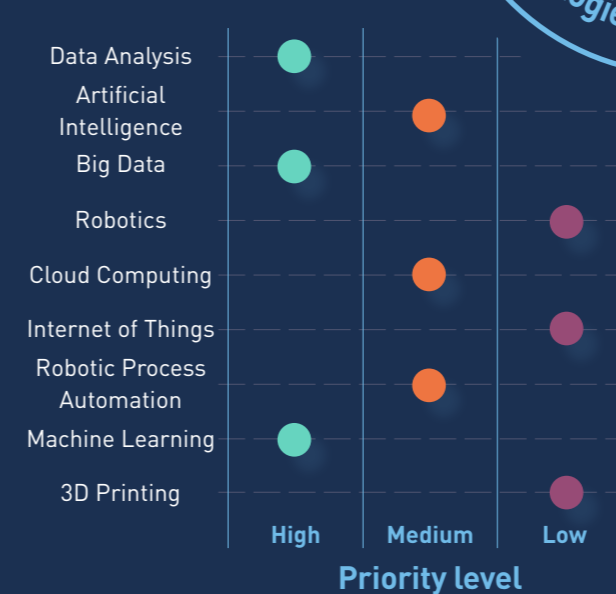 Data Analysis
Artificial
Intelligence
Big Data
Robotics
Cloud Computing
Internet of Things
Robotic Process
Automation
Machine Learning
3D Printing
High Medium Low
Priority level